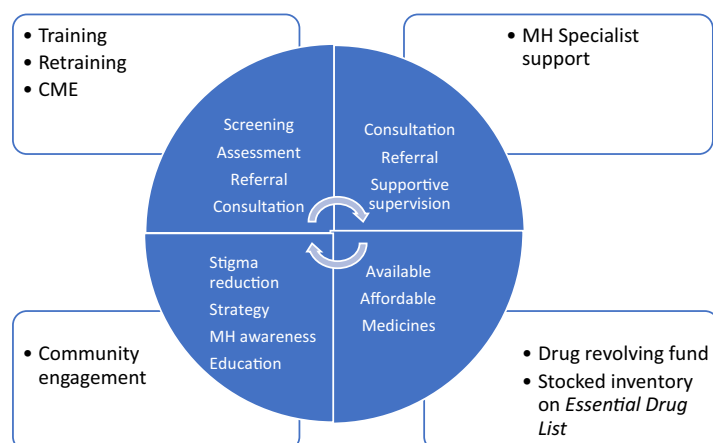 • Training
• Retraining
• CME
• MH Specialist
support
Screening
Assessment
Referral
Consultation
Consultation
Referral
Supportive
supervision
Stigma
reduction
Strategy
MH awareness
Education
Available
Affordable
Medicines
• Community
engagement
• Drug revolving fund
• Stocked inventory
on Essential Drug
List